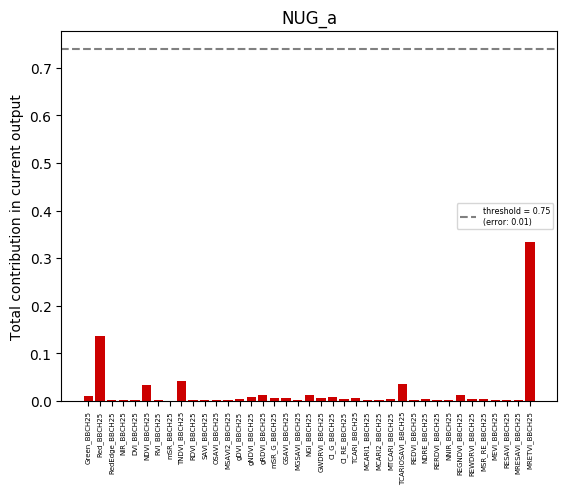 NUG_a
Total contribution in current output
0.7
0.6
0.5
0.4
0.3
0.2
0.1
0.0
threshold = 0.75
(error: 0.01)
Green_BBCH25
Red_BBCH25
RedEdge_BBCH25
NIR_BBCH25
DVI_BBCH25
NDVI_BBCH25
RVI_BBCH25
mSR_BBCH25
TNDVI_BBCH25
RDVI_BBCH25
SAVI_BBCH25
OSAVI_BBCH25
MSAVI2_BBCH25
gDVI_BBCH25
gNDVI_BBCH25
gRDVI_BBCH25
mSR_G_BBCH25
GSAVI_BBCH25
MGSAVI_BBCH25
NGI_BBCH25
GWDRVI_BBCH25
CI_G_BBCH25
CI_RE_BBCH25
TCARI_BBCH25
MCARI1_BBCH25
MCARI2_BBCH25
MTCARI_BBCH25
TCARIOSAVI_BBCH25
REDVI_BBCH25
NDRE_BBCH25
RERDVI_BBCH25
NNIR_BBCH25
REGNDVI_BBCH25
REWDRVI_BBCH25
MSR_RE_BBCH25
MEVI_BBCH25
RESAVI_BBCH25
MRESAVI_BBCH25
MRETVI_BBCH25